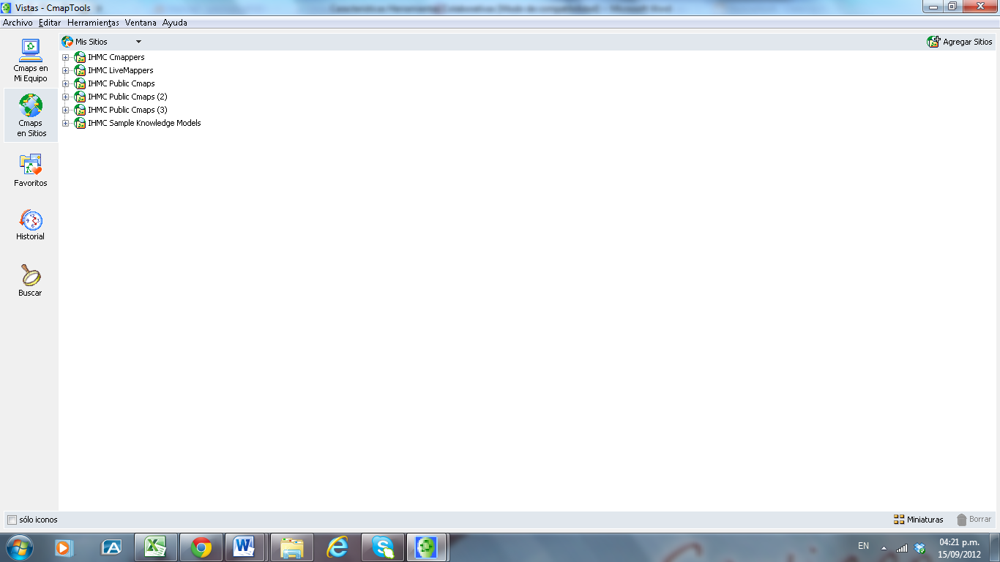 Vistas - CmapTools
Archivo Editar Herramientas Ventana Ayuda
Mis Sitios
Agregar Sitios
Cmaps en
Mi Equipo
Cmaps
en Sitios
Favoritos
Historial
Buscar
IHMC Cmappers
IHMC LiveMappers
IHMC Public Cmaps
IHMC Public Cmaps (2)
IHMC Public Cmaps (3)
IHMC Sample Knowledge Models
sólo iconos
Miniaturas
Borrar
EN
04:21 p.m.
15/09/2012